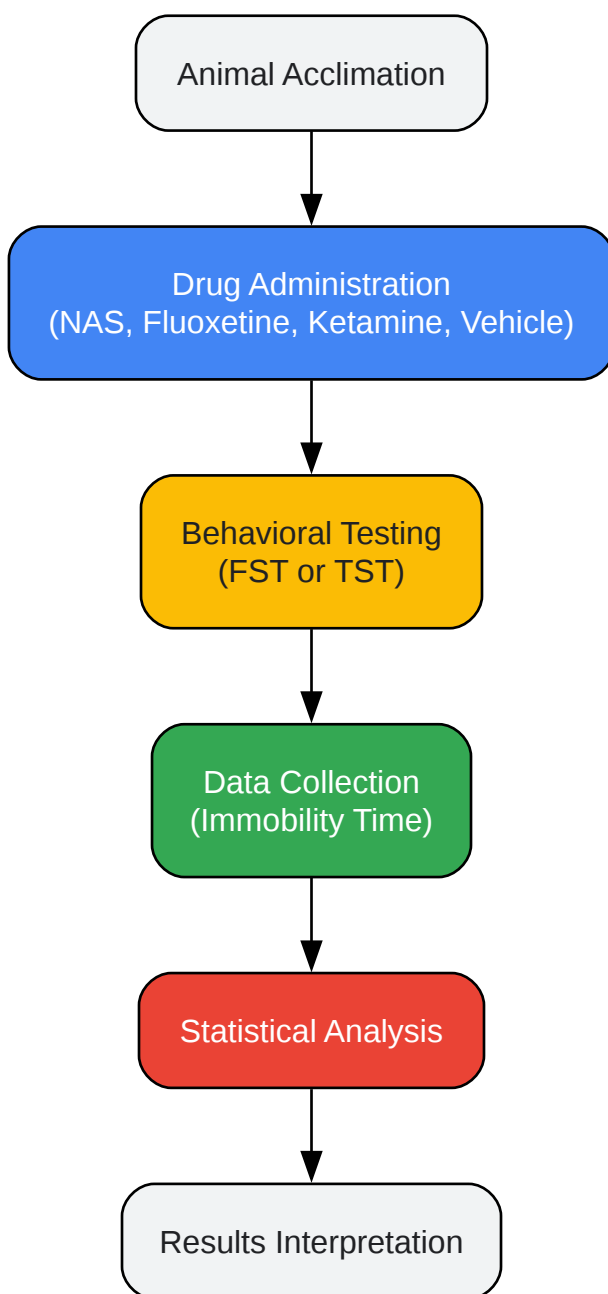 Animal Acclimation
Drug Administration
(NAS, Fluoxetine, Ketamine, Vehicle)
Behavioral Testing
(FST or TST)
Data Collection
(Immobility Time)
Statistical Analysis
Results Interpretation